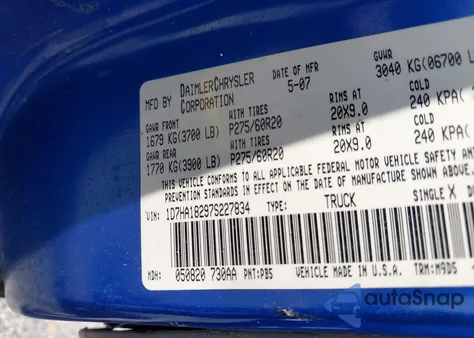 MFD BY DAIMLERCHRYSLER CORPORATION DATE OF MFR 5-07 GVWR 3040 KG(06700 L
GAWR FRONT WITH TIRES RIMS AT COLD
1679 KG(3700 LB) P275/60R20 20X9.0 240 KPA(
GAWR REAR WITH TIRES RIMS AT COLD
1770 KG(3900 LB) P275/60R20 20X9.0 240 KPA(
THIS VEHICLE CONFORMS TO ALL APPLICABLE FEDERAL MOTOR VEHICLE SAFETY AN
PREVENTION STANDARDS IN EFFECT ON THE DATE OF MANUFACTURE SHOWN ABOVE
VIN: 1D7HA18297S227834 TYPE: TRUCK SINGLE X
MDH: 050820 730AA PNT: PB5 VEHICLE MADE IN U.S.A. TRM: M9D5
autoSnap